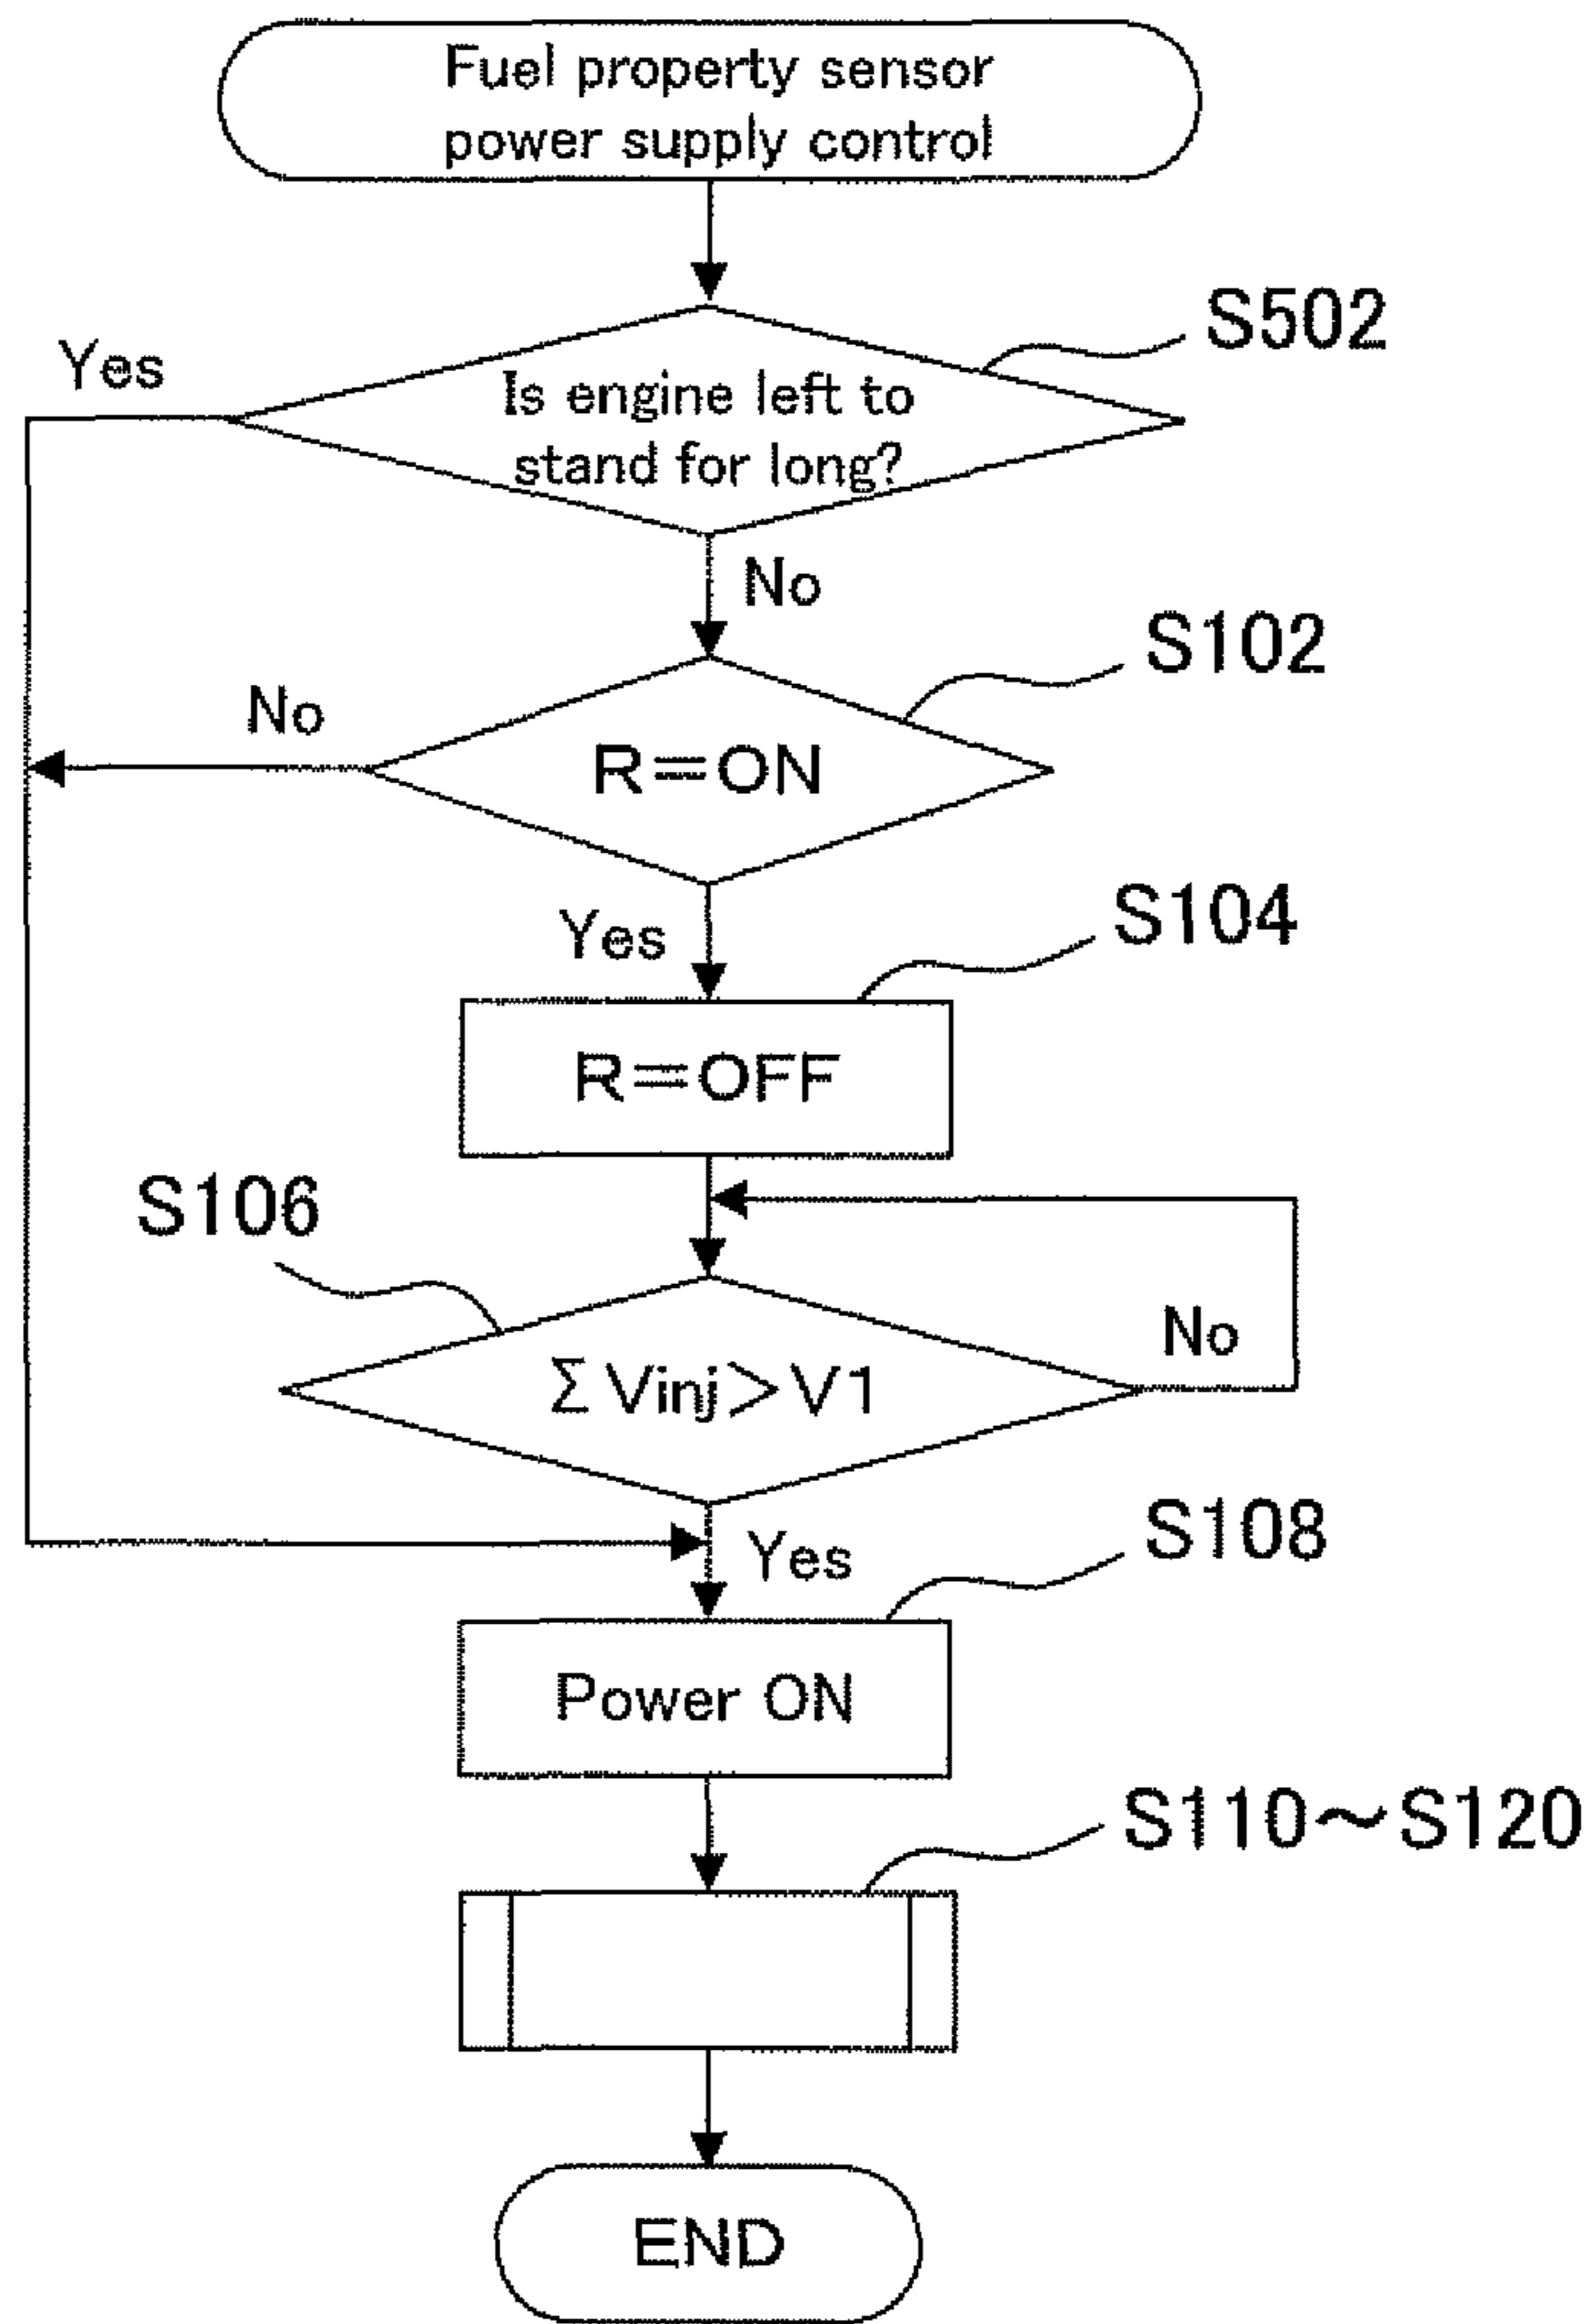 Fuel property sensor
power supply control
S502
Yes
Is engine left to
stand for long?
No
S102
No
R=ON
Yes
S104
R=OFF
S106
No
ΣVinj>V1
Yes
S108
Power ON
S110~S120
END